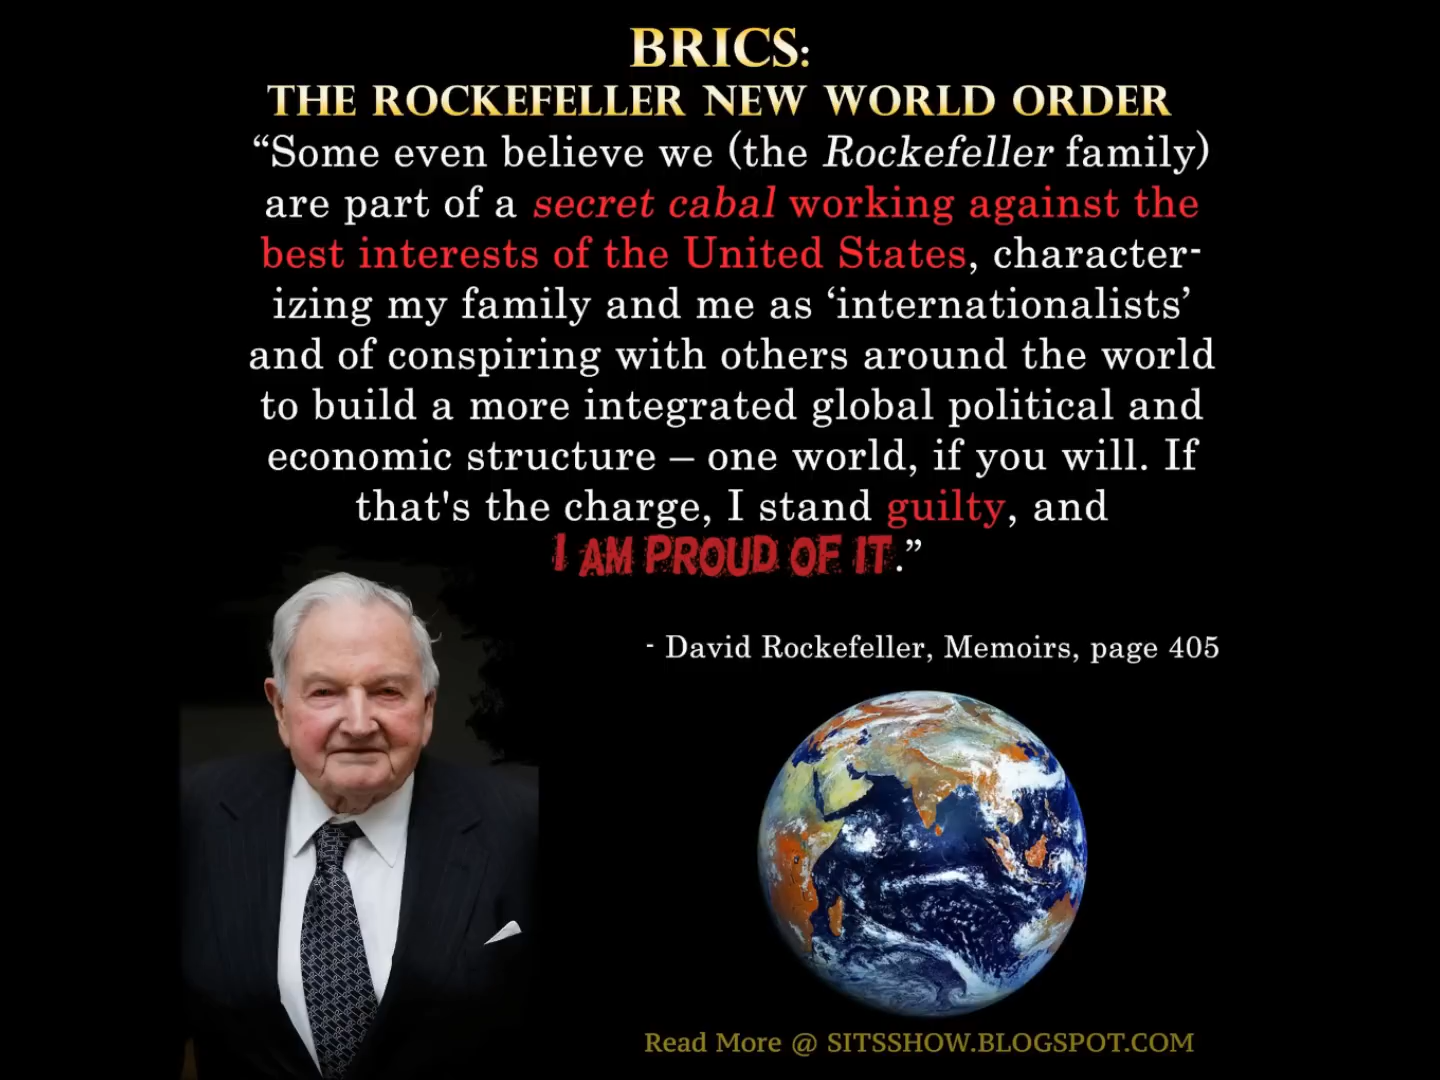 BRICS:
THE ROCKEFELLER NEW WORLD ORDER
“Some even believe we (the Rockefeller family)
are part of a secret cabal working against the
best interests of the United States, character-
izing my family and me as ‘internationalists’
and of conspiring with others around the world
to build a more integrated global political and
economic structure – one world, if you will. If
that's the charge, I stand guilty, and
I AM PROUD OF IT.”
- David Rockefeller, Memoirs, page 405
Read More @ SITSSHOW.BLOGSPOT.COM